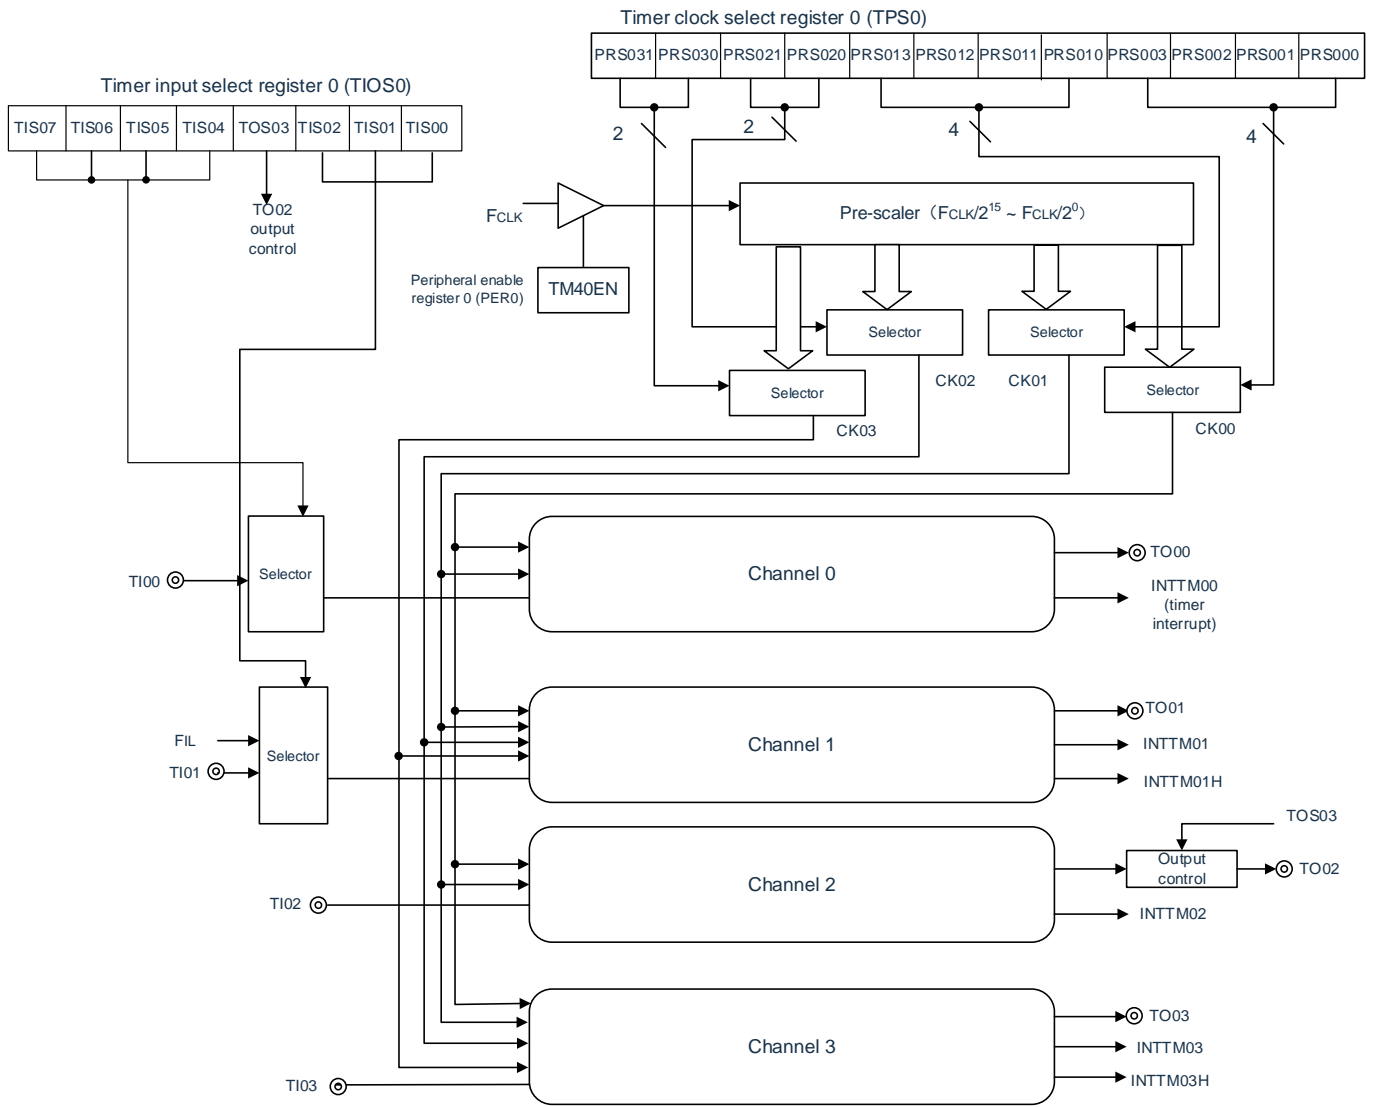 Timer clock select register 0 (TPS0)
PRS031 PRS030 PRS021 PRS020 PRS013 PRS012 PRS011 PRS010 PRS003 PRS002 PRS001 PRS000
Timer input select register 0 (TIOS0)
TIS07 TIS06 TIS05 TIS04 TOS03 TIS02 TIS01 TIS00
2
2
4
4
TO02
output
control
FCLK
Pre-scaler（FCLK/2¹⁵ ~ FCLK/2⁰）
Peripheral enable
register 0 (PER0)
TM40EN
Selector
Selector
Selector
Selector
CK02
CK01
CK03
CK00
TI00
Selector
Channel 0
TO00
INTTM00
(timer
interrupt)
FIL
TI01
Selector
Channel 1
TO01
INTTM01
INTTM01H
TOS03
Channel 2
Output
control
TO02
TI02
INTTM02
Channel 3
TO03
INTTM03
INTTM03H
TI03